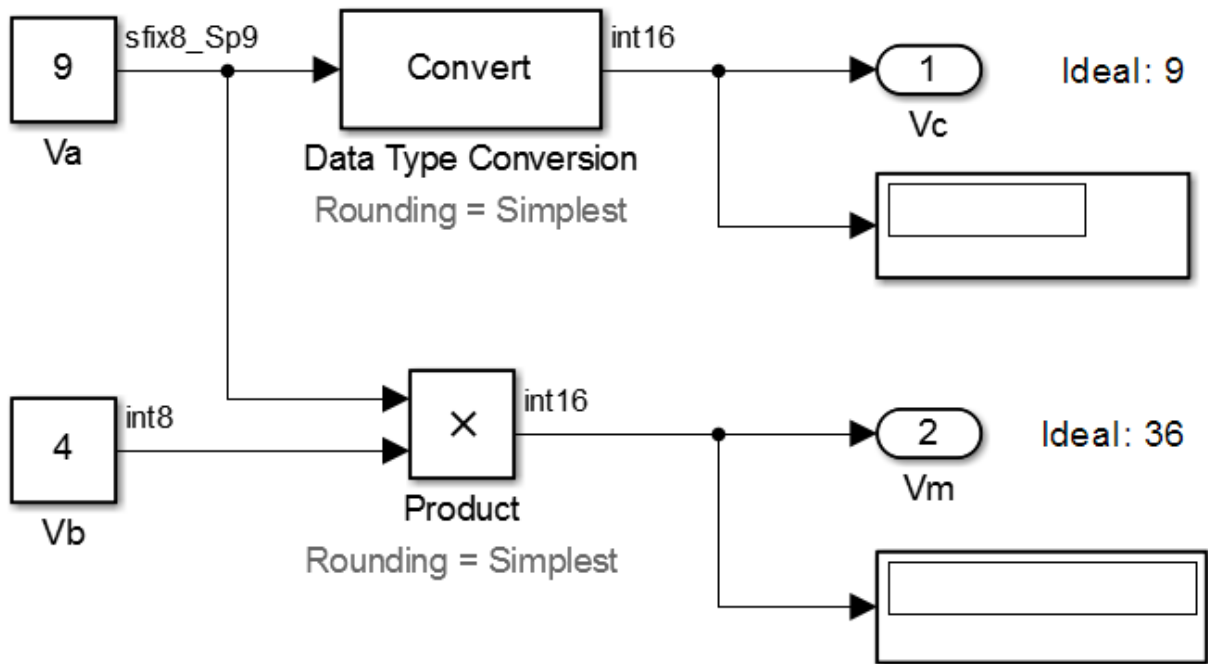 sfix8_Sp9
int16
9
Convert
1
Ideal: 9
Va
Data Type Conversion
Vc
Rounding = Simplest
int8
int16
4
×
2
Ideal: 36
Vb
Product
Vm
Rounding = Simplest